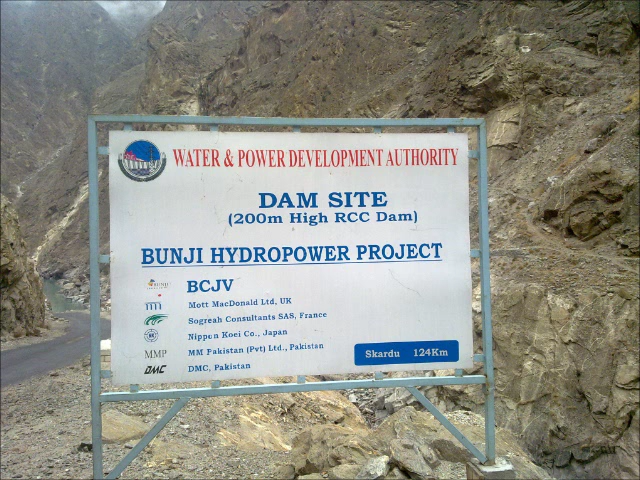 WATER & POWER DEVELOPMENT AUTHORITY
DAM SITE
(200m High RCC Dam)
BUNJI HYDROPOWER PROJECT
BCJV
Mott MacDonald Ltd, UK
Sogreah Consultants SAS, France
Nippon Koei Co., Japan
MMP
MM Pakistan (Pvt) Ltd., Pakistan
DMC
DMC, Pakistan
Skardu 124Km